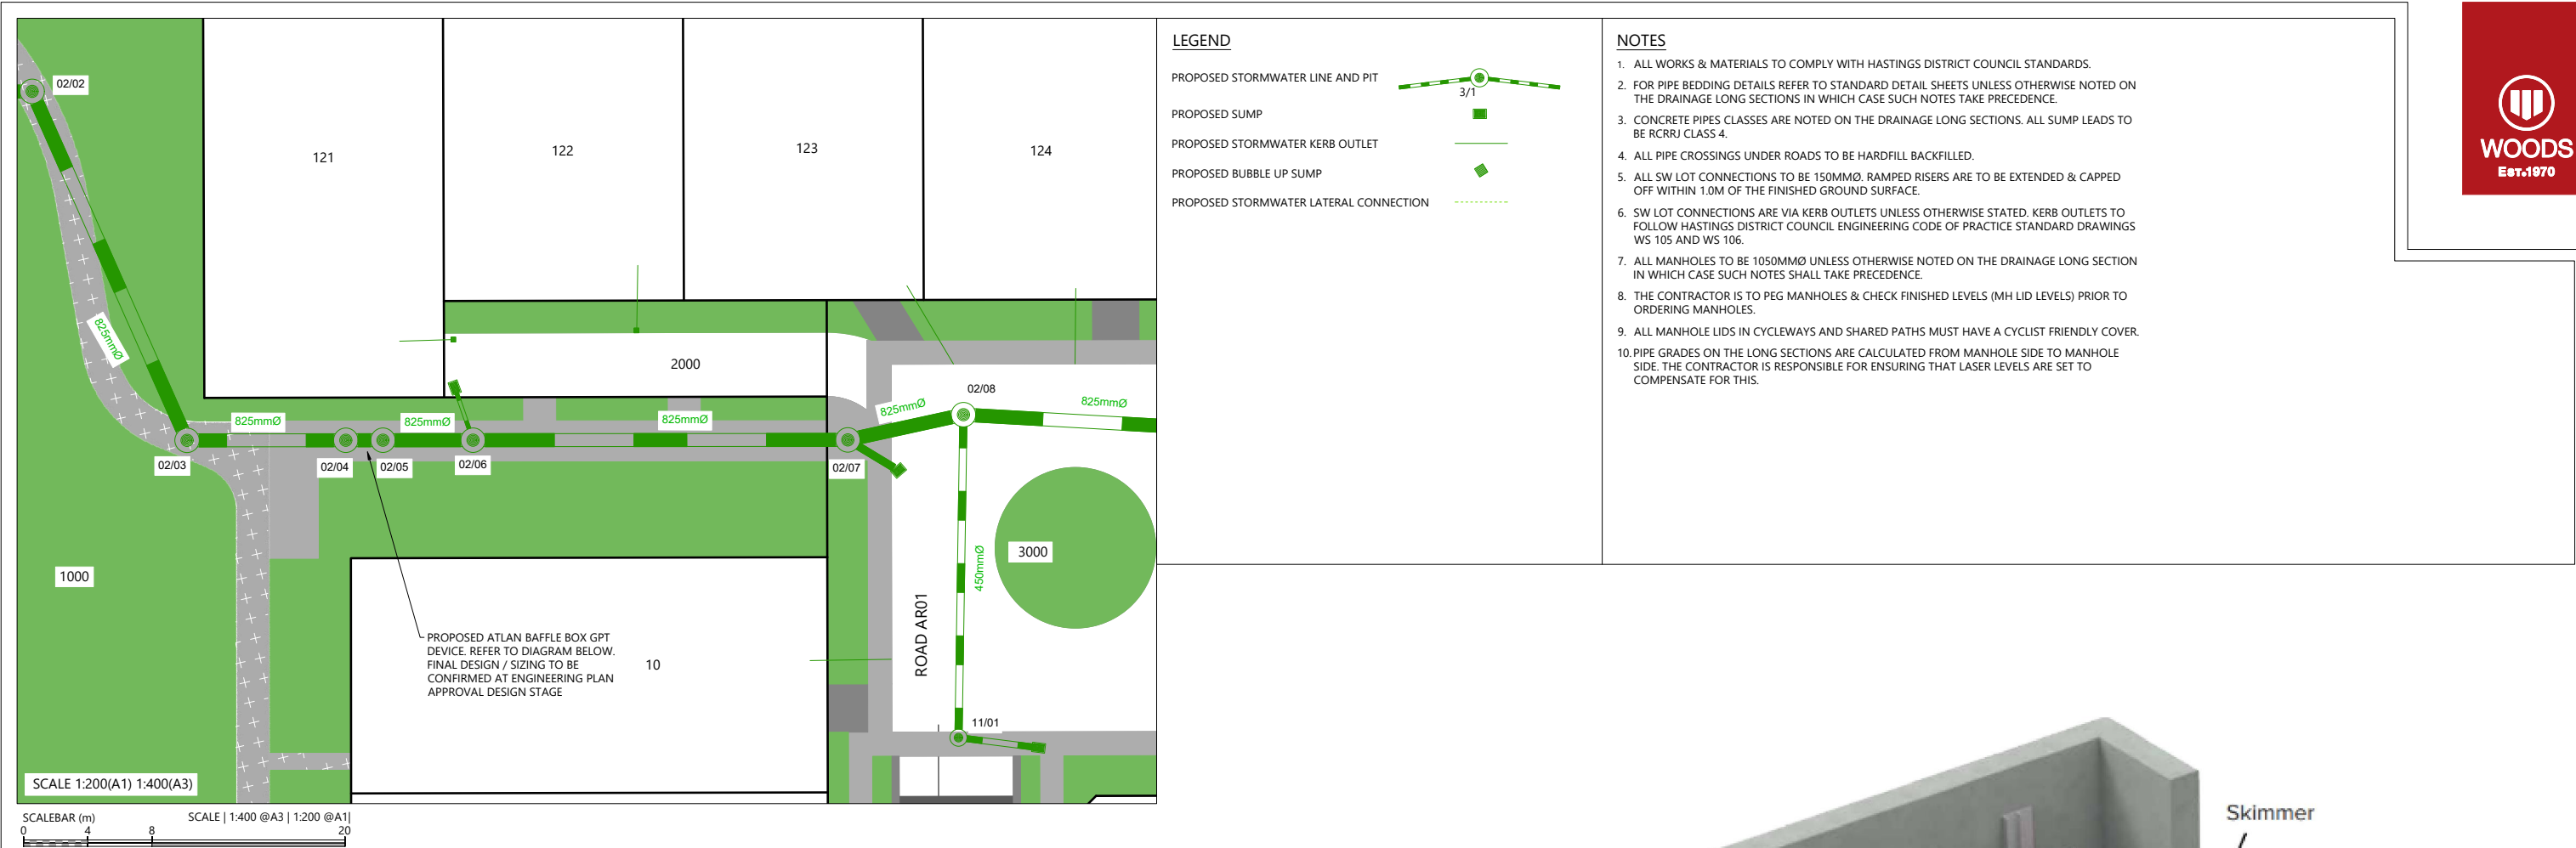 02/02
121
122
123
124
825mmØ
2000
02/08
825mmØ
825mmØ
825mmØ
825mmØ
825mmØ
02/03
02/04
02/05
02/06
02/07
1000
3000
450mmØ
ROAD AR01
PROPOSED ATLAN BAFFLE BOX GPT
DEVICE. REFER TO DIAGRAM BELOW.
FINAL DESIGN / SIZING TO BE
CONFIRMED AT ENGINEERING PLAN
APPROVAL DESIGN STAGE
10
11/01
SCALE 1:200(A1) 1:400(A3)
SCALEBAR (m)
SCALE | 1:400 @A3 | 1:200 @A1|
0 4 8 20
LEGEND
PROPOSED STORMWATER LINE AND PIT
3/1
PROPOSED SUMP
PROPOSED STORMWATER KERB OUTLET
PROPOSED BUBBLE UP SUMP
PROPOSED STORMWATER LATERAL CONNECTION
NOTES
1. ALL WORKS & MATERIALS TO COMPLY WITH HASTINGS DISTRICT COUNCIL STANDARDS.
2. FOR PIPE BEDDING DETAILS REFER TO STANDARD DETAIL SHEETS UNLESS OTHERWISE NOTED ON
THE DRAINAGE LONG SECTIONS IN WHICH CASE SUCH NOTES TAKE PRECEDENCE.
3. CONCRETE PIPES CLASSES ARE NOTED ON THE DRAINAGE LONG SECTIONS. ALL SUMP LEADS TO
BE RCRRJ CLASS 4.
4. ALL PIPE CROSSINGS UNDER ROADS TO BE HARDFILL BACKFILLED.
5. ALL SW LOT CONNECTIONS TO BE 150MMØ. RAMPED RISERS ARE TO BE EXTENDED & CAPPED
OFF WITHIN 1.0M OF THE FINISHED GROUND SURFACE.
6. SW LOT CONNECTIONS ARE VIA KERB OUTLETS UNLESS OTHERWISE STATED. KERB OUTLETS TO
FOLLOW HASTINGS DISTRICT COUNCIL ENGINEERING CODE OF PRACTICE STANDARD DRAWINGS
WS 105 AND WS 106.
7. ALL MANHOLES TO BE 1050MMØ UNLESS OTHERWISE NOTED ON THE DRAINAGE LONG SECTION
IN WHICH CASE SUCH NOTES SHALL TAKE PRECEDENCE.
8. THE CONTRACTOR IS TO PEG MANHOLES & CHECK FINISHED LEVELS (MH LID LEVELS) PRIOR TO
ORDERING MANHOLES.
9. ALL MANHOLE LIDS IN CYCLEWAYS AND SHARED PATHS MUST HAVE A CYCLIST FRIENDLY COVER.
10. PIPE GRADES ON THE LONG SECTIONS ARE CALCULATED FROM MANHOLE SIDE TO MANHOLE
SIDE. THE CONTRACTOR IS RESPONSIBLE FOR ENSURING THAT LASER LEVELS ARE SET TO
COMPENSATE FOR THIS.
WOODS
EST.1970
Skimmer